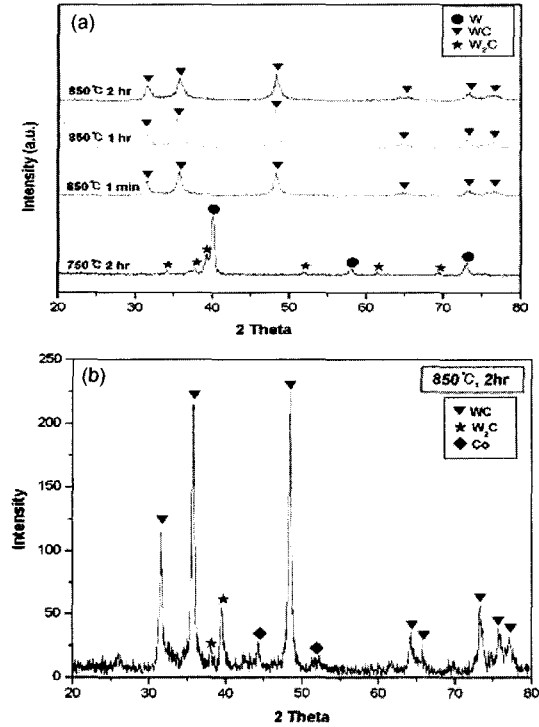 (a)
W
WC
W₂C
850℃ 2 hr
850℃ 1 hr
850℃ 1 min
750℃ 2 hr
Intensity (a.u.)
20 30 40 50 60 70 80
2 Theta
(b)
850℃, 2hr
WC
W₂C
Co
250
200
150
100
50
0
Intensity
20 30 40 50 60 70 80
2 Theta